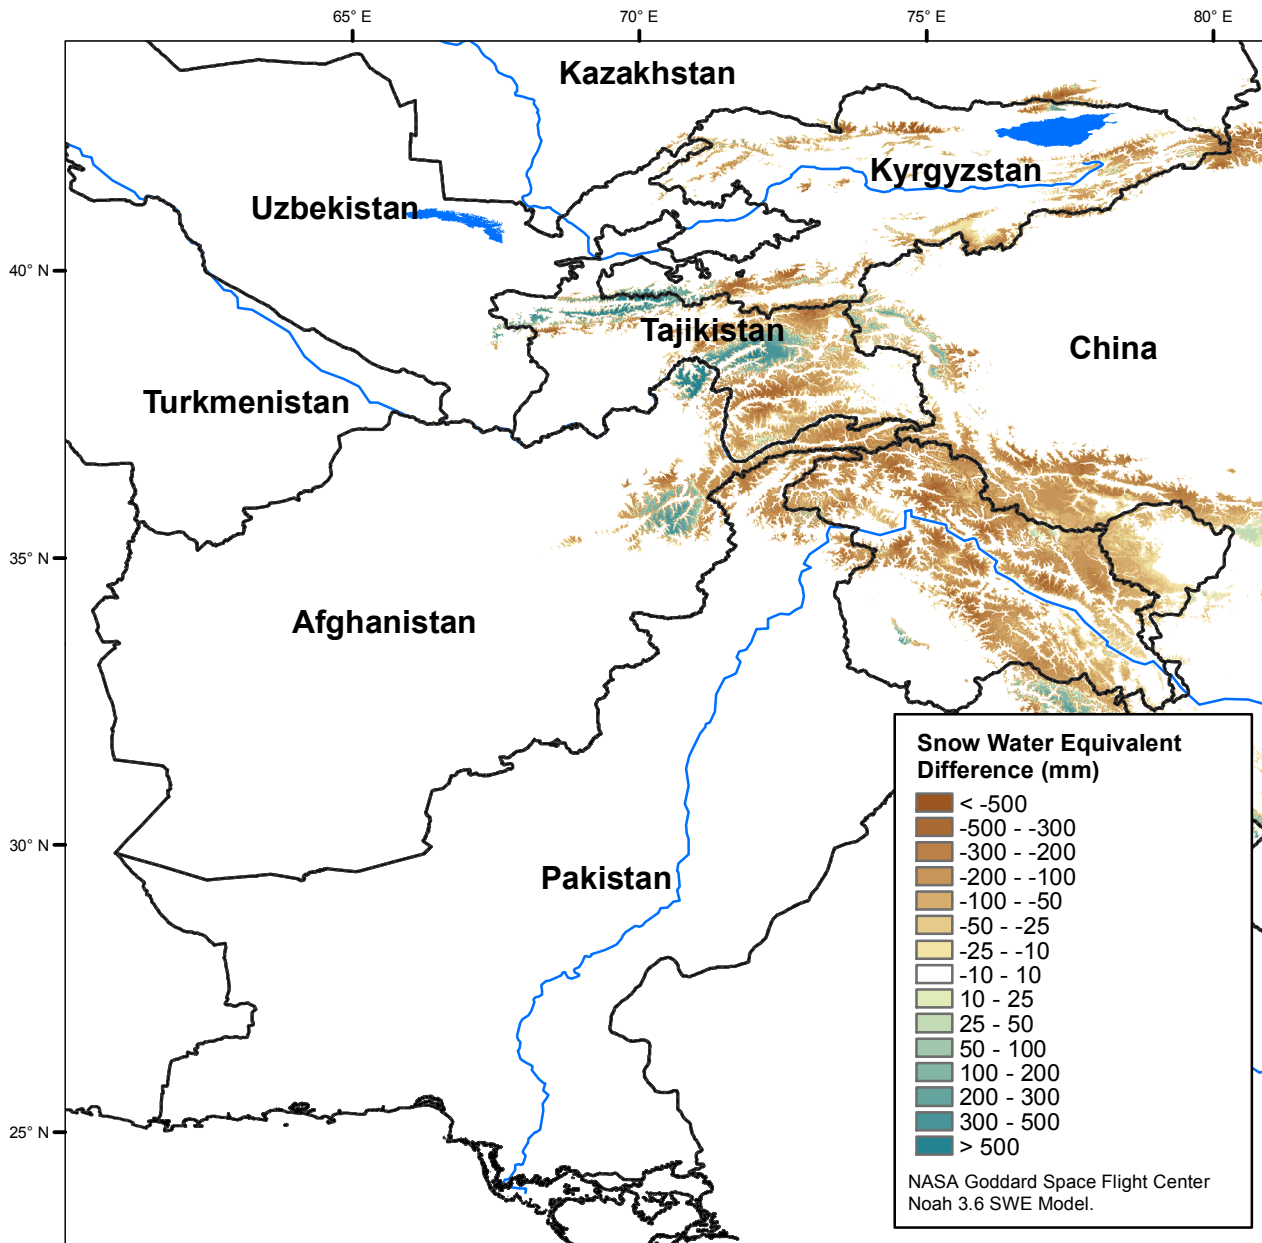 65° E
70° E
75° E
80° E
Kazakhstan
Kyrgyzstan
Uzbekistan
40° N
Tajikistan
China
Turkmenistan
35° N
Afghanistan
30° N
Pakistan
25° N
Snow Water Equivalent
Difference (mm)
< -500
-500 - -300
-300 - -200
-200 - -100
-100 - -50
-50 - -25
-25 - -10
-10 - 10
10 - 25
25 - 50
50 - 100
100 - 200
200 - 300
300 - 500
> 500
NASA Goddard Space Flight Center
Noah 3.6 SWE Model.